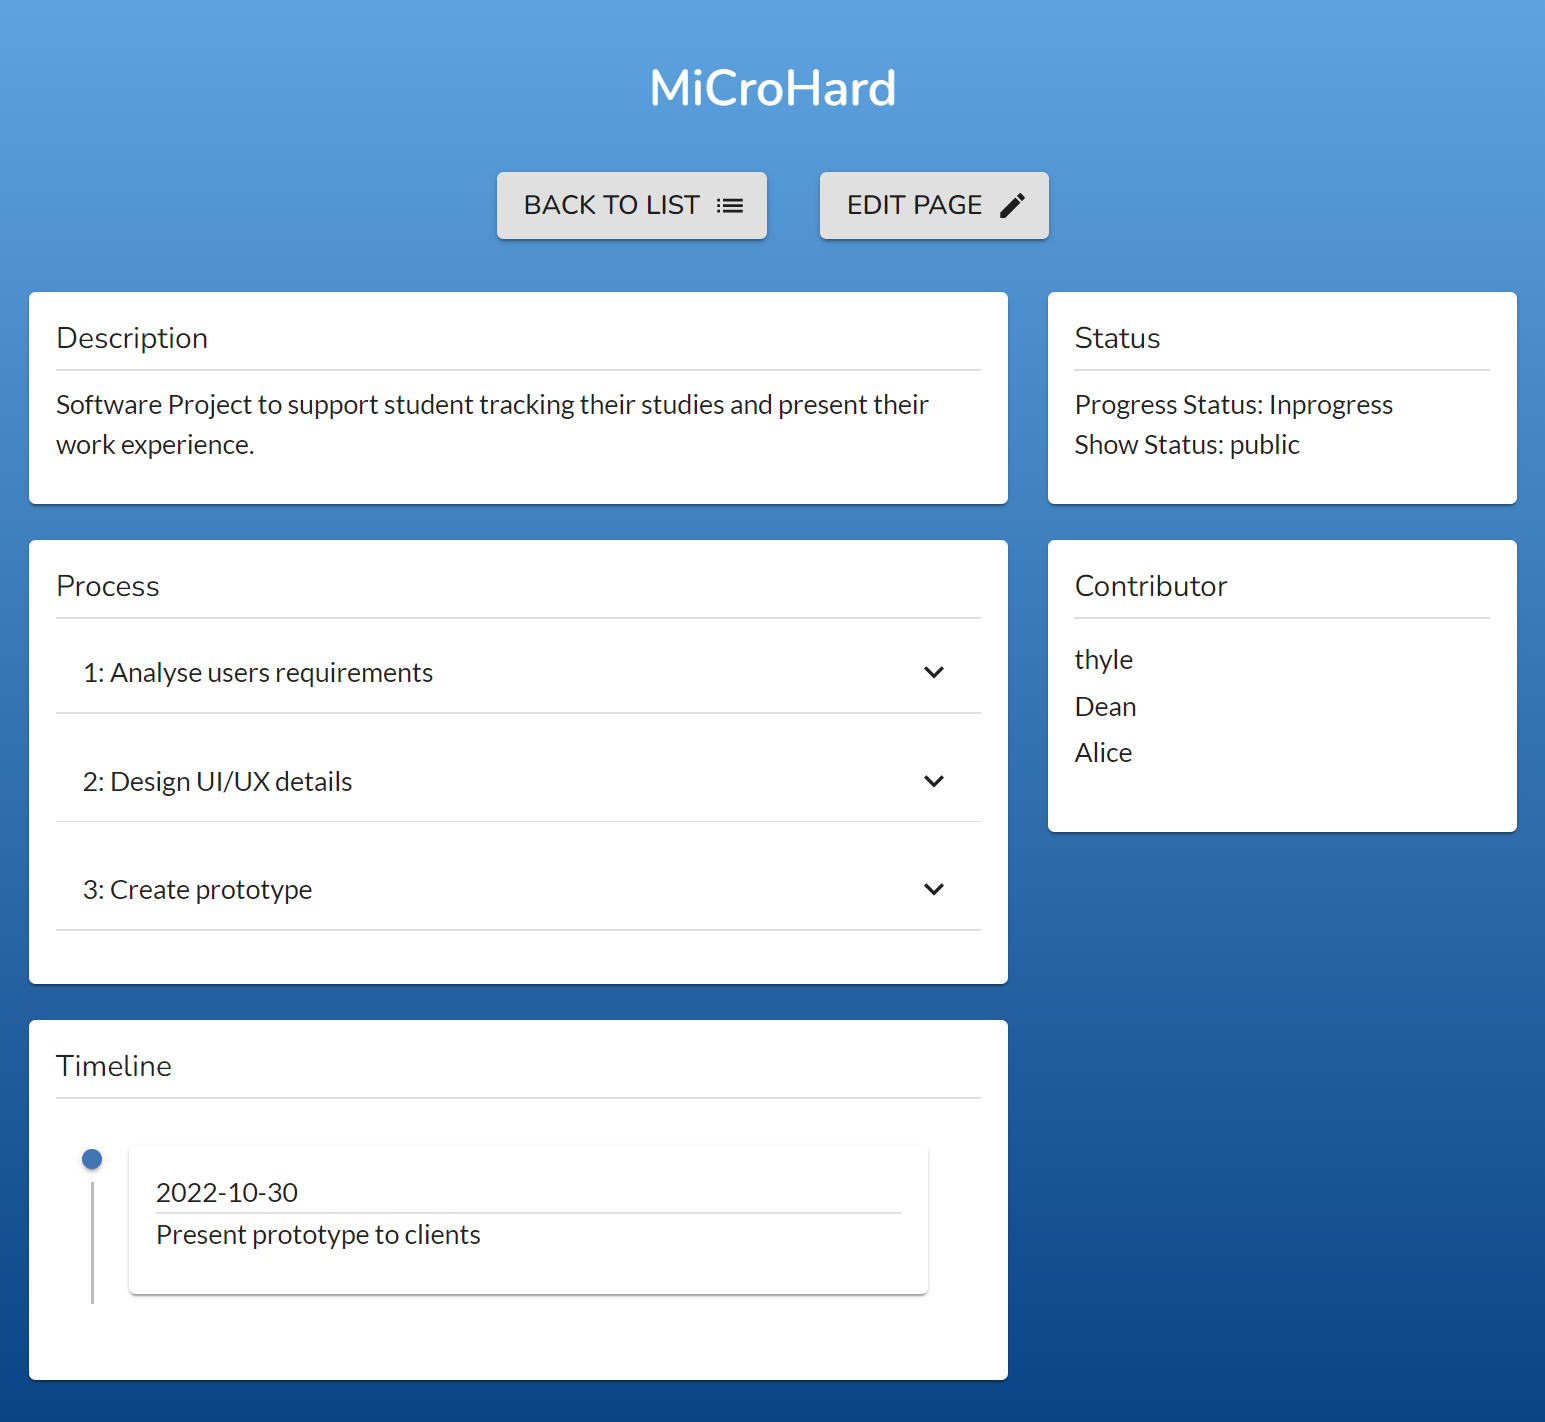 MiCroHard
BACK TO LIST
EDIT PAGE
Description
Software Project to support student tracking their studies and present their
work experience.
Status
Progress Status: Inprogress
Show Status: public
Process
1: Analyse users requirements
2: Design UI/UX details
3: Create prototype
Contributor
thyle
Dean
Alice
Timeline
2022-10-30
Present prototype to clients